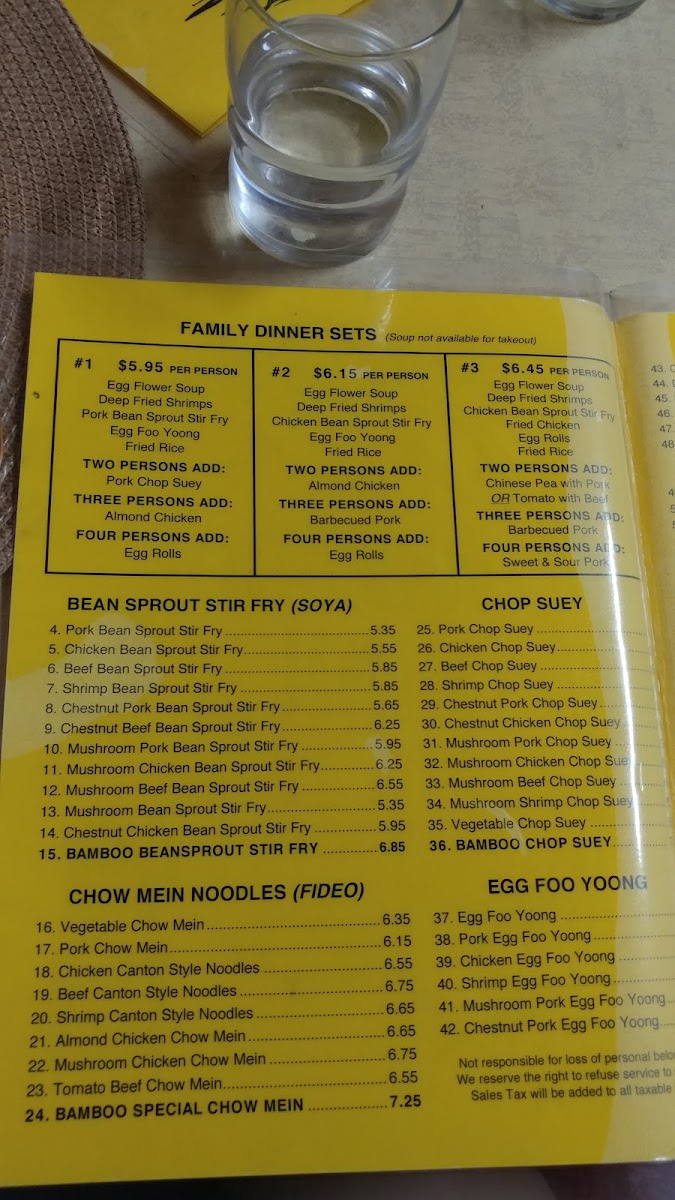 FAMILY DINNER SETS (Soup not available for takeout)
#1 $5.95 PER PERSON
Egg Flower Soup
Deep Fried Shrimps
Pork Bean Sprout Stir Fry
Egg Foo Yoong
Fried Rice
TWO PERSONS ADD:
Pork Chop Suey
THREE PERSONS ADD:
Almond Chicken
FOUR PERSONS ADD:
Egg Rolls
#2 $6.15 PER PERSON
Egg Flower Soup
Deep Fried Shrimps
Chicken Bean Sprout Stir Fry
Egg Foo Yoong
Fried Rice
TWO PERSONS ADD:
Almond Chicken
THREE PERSONS ADD:
Barbecued Pork
FOUR PERSONS ADD:
Egg Rolls
#3 $6.45 PER PERSON
Egg Flower Soup
Deep Fried Shrimps
Chicken Bean Sprout Stir Fry
Fried Chicken
Egg Rolls
Fried Rice
TWO PERSONS ADD:
Chinese Pea with Pork
OR Tomato with Beef
THREE PERSONS ADD:
Barbecued Pork
FOUR PERSONS ADD:
Sweet & Sour Pork
BEAN SPROUT STIR FRY (SOYA)
4. Pork Bean Sprout Stir Fry 5.35
5. Chicken Bean Sprout Stir Fry 5.55
6. Beef Bean Sprout Stir Fry 5.85
7. Shrimp Bean Sprout Stir Fry 5.85
8. Chestnut Pork Bean Sprout Stir Fry 5.65
9. Chestnut Beef Bean Sprout Stir Fry 6.25
10. Mushroom Pork Bean Sprout Stir Fry 5.95
11. Mushroom Chicken Bean Sprout Stir Fry 6.25
12. Mushroom Beef Bean Sprout Stir Fry 6.55
13. Mushroom Bean Sprout Stir Fry 5.35
14. Chestnut Chicken Bean Sprout Stir Fry 5.95
15. BAMBOO BEANSPROUT STIR FRY 6.85
CHOW MEIN NOODLES (FIDEO)
16. Vegetable Chow Mein 6.35
17. Pork Chow Mein 6.15
18. Chicken Canton Style Noodles 6.55
19. Beef Canton Style Noodles 6.75
20. Shrimp Canton Style Noodles 6.65
21. Almond Chicken Chow Mein 6.65
22. Mushroom Chicken Chow Mein 6.75
23. Tomato Beef Chow Mein 6.55
24. BAMBOO SPECIAL CHOW MEIN 7.25
CHOP SUEY
25. Pork Chop Suey
26. Chicken Chop Suey
27. Beef Chop Suey
28. Shrimp Chop Suey
29. Chestnut Pork Chop Suey
30. Chestnut Chicken Chop Suey
31. Mushroom Pork Chop Suey
32. Mushroom Chicken Chop Suey
33. Mushroom Beef Chop Suey
34. Mushroom Shrimp Chop Suey
35. Vegetable Chop Suey
36. BAMBOO CHOP SUEY
EGG FOO YOONG
37. Egg Foo Yoong
38. Pork Egg Foo Yoong
39. Chicken Egg Foo Yoong
40. Shrimp Egg Foo Yoong
41. Mushroom Pork Egg Foo Yoong
42. Chestnut Pork Egg Foo Yoong
Not responsible for loss of personal
We reserve the right to refuse service to
Sales Tax will be added to all taxable
43.
44.
45.
46.
47.
48